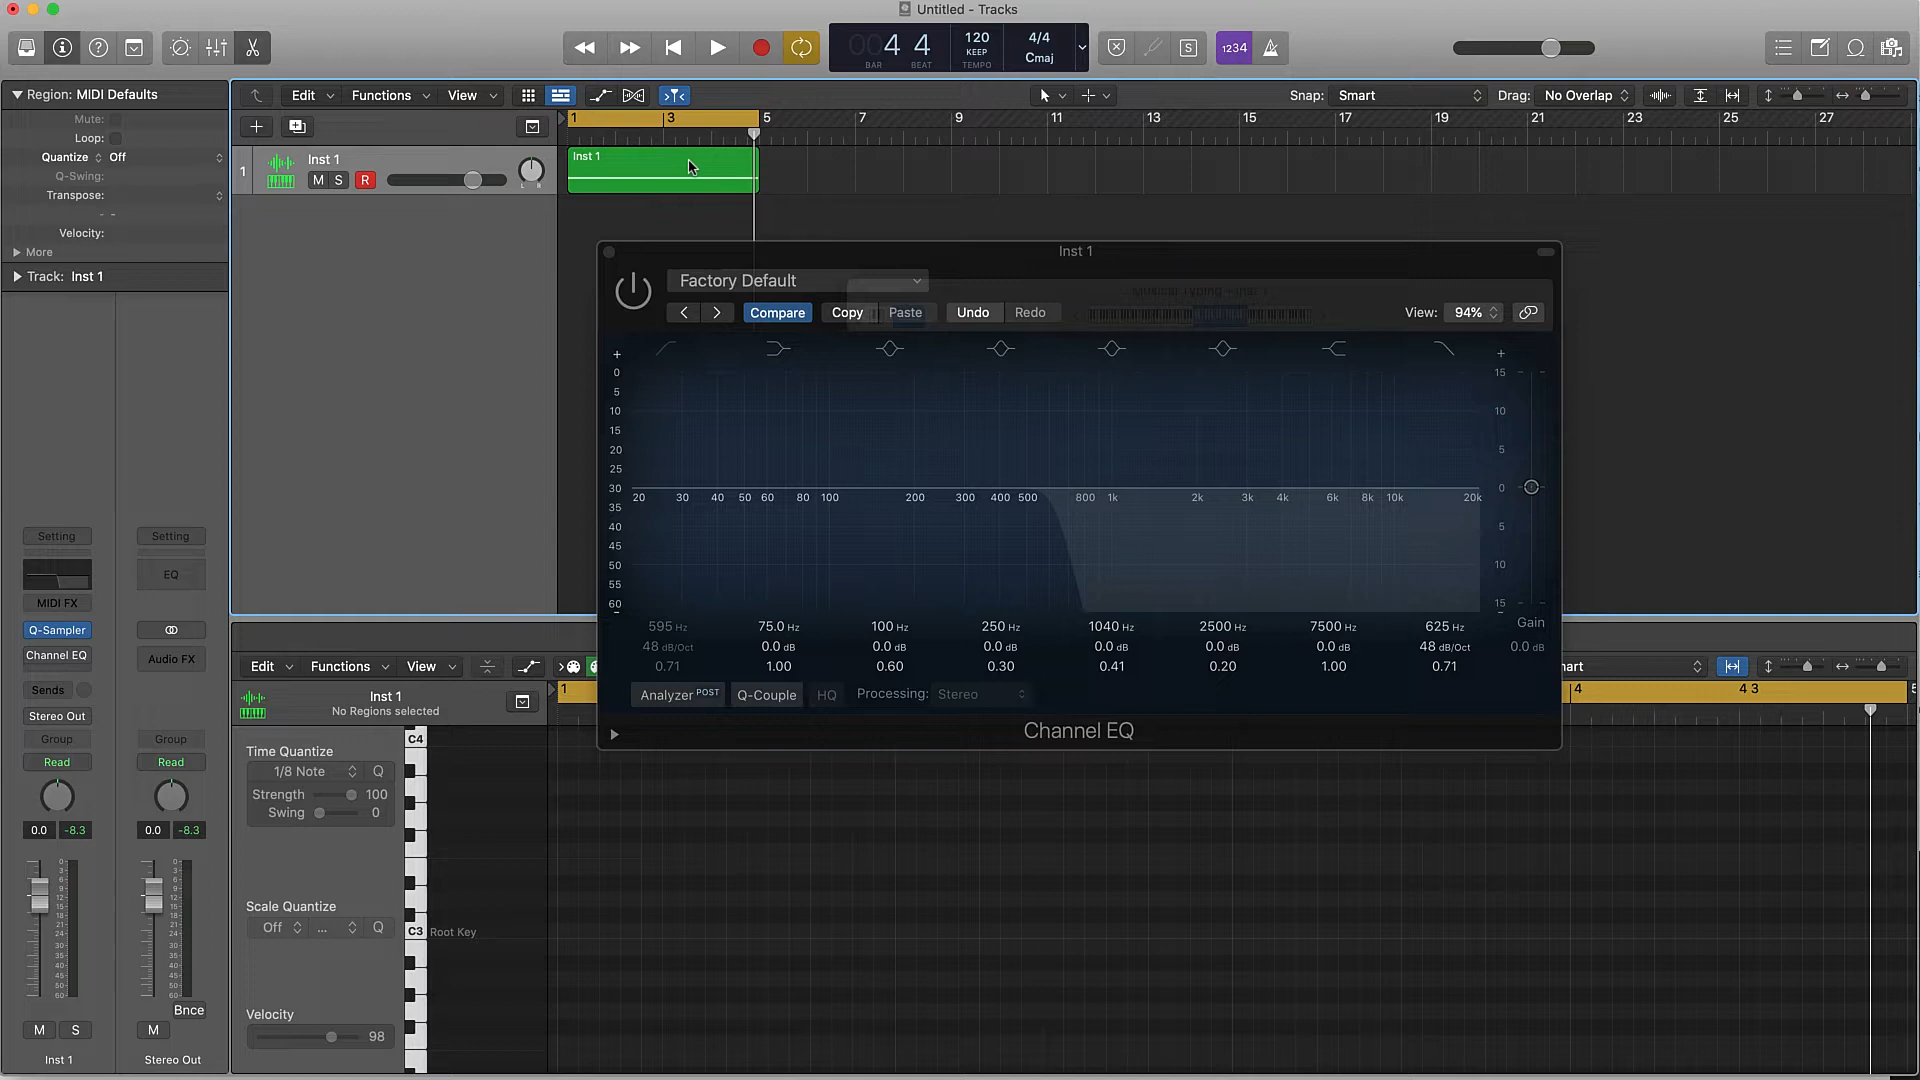 Untitled - Tracks
4 4
BAR BEAT
120
KEEP
TEMPO
4/4
Cmaj
S
1234
Region: MIDI Defaults
Mute:
Loop:
Quantize Off
Q-Swing:
Transpose:
Velocity:
More
Track: Inst 1
Edit Functions View
Snap: Smart
Drag: No Overlap
1 3 5 7 9 11 13 15 17 19 21 23 25 27
1 Inst 1
M S R
L R
Inst 1
Inst 1
Factory Default
Compare Copy Paste Undo Redo
Musical Typing - Inst 1
View: 94%
+ +
0 5 10 15 20 25 30 35 40 45 50 55 60 -
15 10 5 0 5 10 15 -
20 30 40 50 60 80 100 200 300 400 500 800 1k 2k 3k 4k 6k 8k 10k 20k
595 Hz 75.0 Hz 100 Hz 250 Hz 1040 Hz 2500 Hz 7500 Hz 625 Hz Gain
48 dB/Oct 0.0 dB 0.0 dB 0.0 dB 0.0 dB 0.0 dB 0.0 dB 48 dB/Oct 0.0 dB
0.71 1.00 0.60 0.30 0.41 0.20 1.00 0.71
Analyzer POST Q-Couple HQ Processing: Stereo
Channel EQ
Setting Setting
EQ
MIDI FX
Q-Sampler
Channel EQ Audio FX
Sends
Stereo Out
Group Group
Read Read
0.0 -8.3 0.0 -8.3
Bnce
M S M
Inst 1 Stereo Out
Edit Functions View
mart
1 4 4 3 5
Inst 1
No Regions selected
Time Quantize
1/8 Note Q
Strength 100
Swing 0
Scale Quantize
Off ... Q
Velocity
98
C4
C3 Root Key